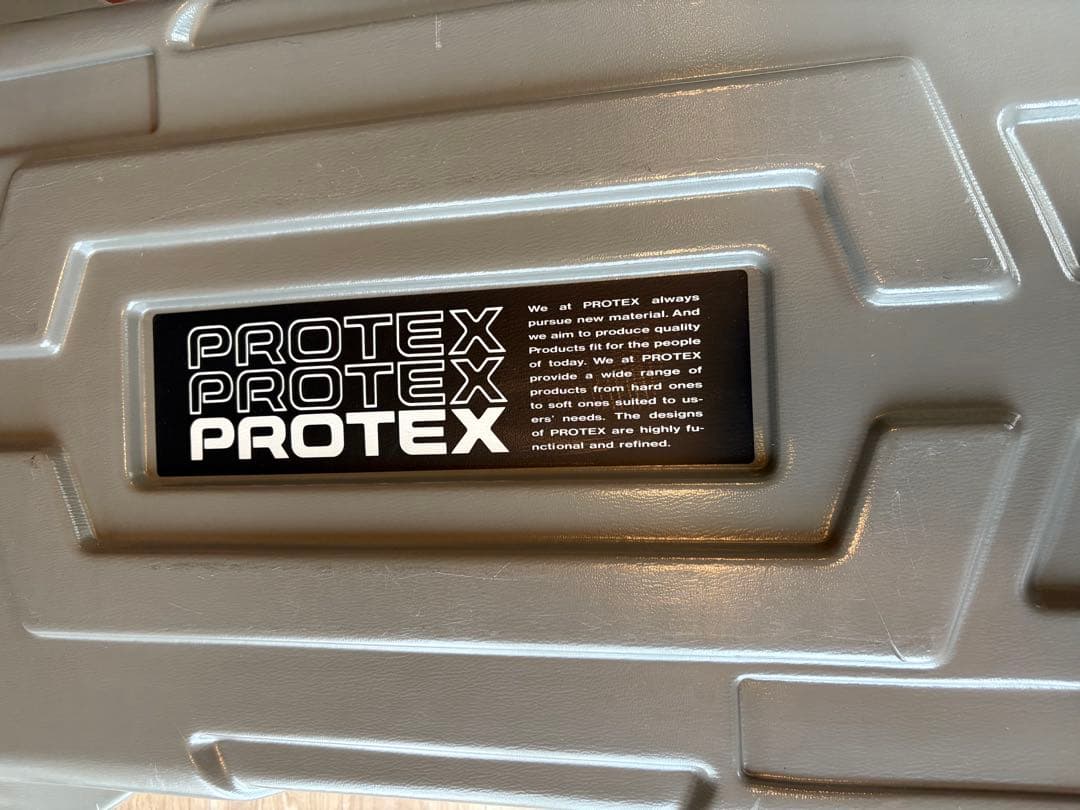 PROTEX
PROTEX
PROTEX
We at PROTEX always
pursue new material. And
we aim to produce quality
Products fit for the people
of today. We at PROTEX
provide a wide range of
products from hard ones
to soft ones suited to us-
ers' needs. The designs
of PROTEX are highly fu-
nctional and refined.